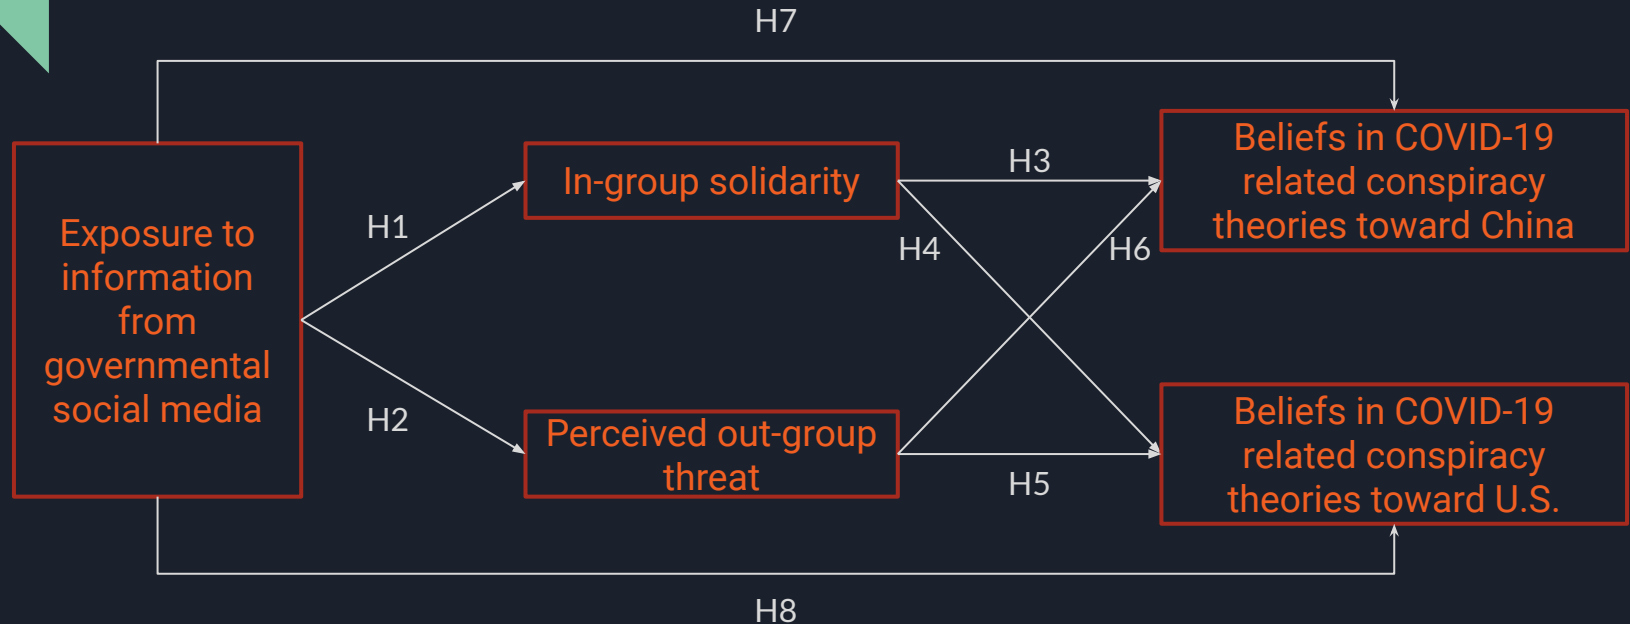 H7
Exposure to
information
from
governmental
social media
H1
H2
In-group solidarity
Perceived out-group
threat
H3
H4
H6
H5
Beliefs in COVID-19
related conspiracy
theories toward China
Beliefs in COVID-19
related conspiracy
theories toward U.S.
H8